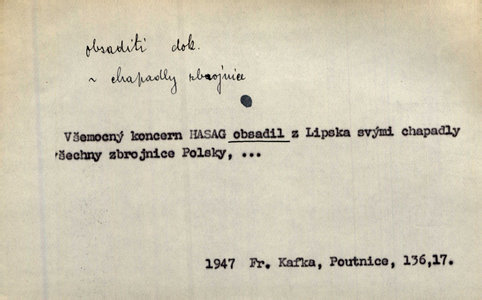 obsaditi dok.
~ chapadly zbrojnice
Všemocný koncern HASAG obsadil z Lipska svými chapadly
všechny zbrojnice Polsky, ...
1947 Fr. Kafka, Poutnice, 136,17.